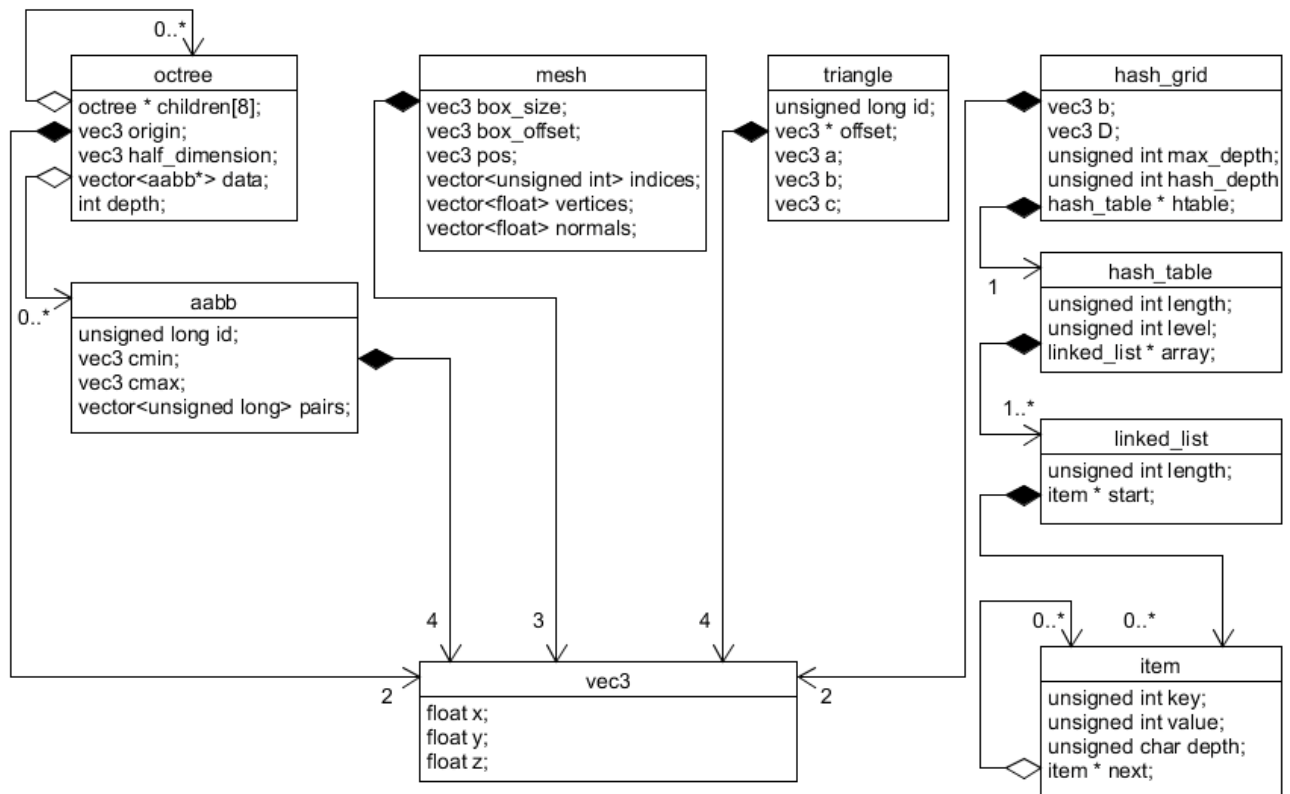 0..*
octree
octree * children[8];
vec3 origin;
vec3 half_dimension;
vector<aabb*> data;
int depth;
mesh
vec3 box_size;
vec3 box_offset;
vec3 pos;
vector<unsigned int> indices;
vector<float> vertices;
vector<float> normals;
triangle
unsigned long id;
vec3 * offset;
vec3 a;
vec3 b;
vec3 c;
hash_grid
vec3 b;
vec3 D;
unsigned int max_depth;
unsigned int hash_depth
hash_table * htable;
0..*
aabb
unsigned long id;
vec3 cmin;
vec3 cmax;
vector<unsigned long> pairs;
1
hash_table
unsigned int length;
unsigned int level;
linked_list * array;
1..*
linked_list
unsigned int length;
item * start;
4
3
4
0..*
0..*
2
vec3
float x;
float y;
float z;
2
item
unsigned int key;
unsigned int value;
unsigned char depth;
item * next;